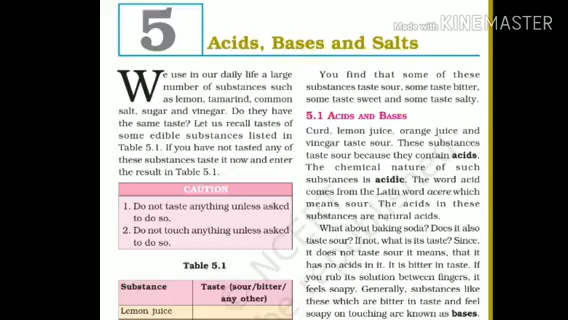 5
Made with KINEMASTER
Acids, Bases and Salts
We use in our daily life a large
number of substances such
as lemon, tamarind, common
salt, sugar and vinegar. Do they have
the same taste? Let us recall tastes of
some edible substances listed in
Table 5.1. If you have not tasted any of
these substances taste it now and enter
the result in Table 5.1.
CAUTION
1. Do not taste anything unless asked
to do so.
2. Do not touch anything unless asked
to do so.
Table 5.1
Substance Taste (sour/bitter/
any other)
Lemon juice
You find that some of these
substances taste sour, some taste bitter,
some taste sweet and some taste salty.
5.1 ACIDS AND BASES
Curd, lemon juice, orange juice and
vinegar taste sour. These substances
taste sour because they contain acids.
The chemical nature of such
substances is acidic. The word acid
comes from the Latin word acere which
means sour. The acids in these
substances are natural acids.
What about baking soda? Does it also
taste sour? If not, what is its taste? Since,
it does not taste sour it means, that it
has no acids in it. It is bitter in taste. If
you rub its solution between fingers, it
feels soapy. Generally, substances like
these which are bitter in taste and feel
soapy on touching are known as bases.